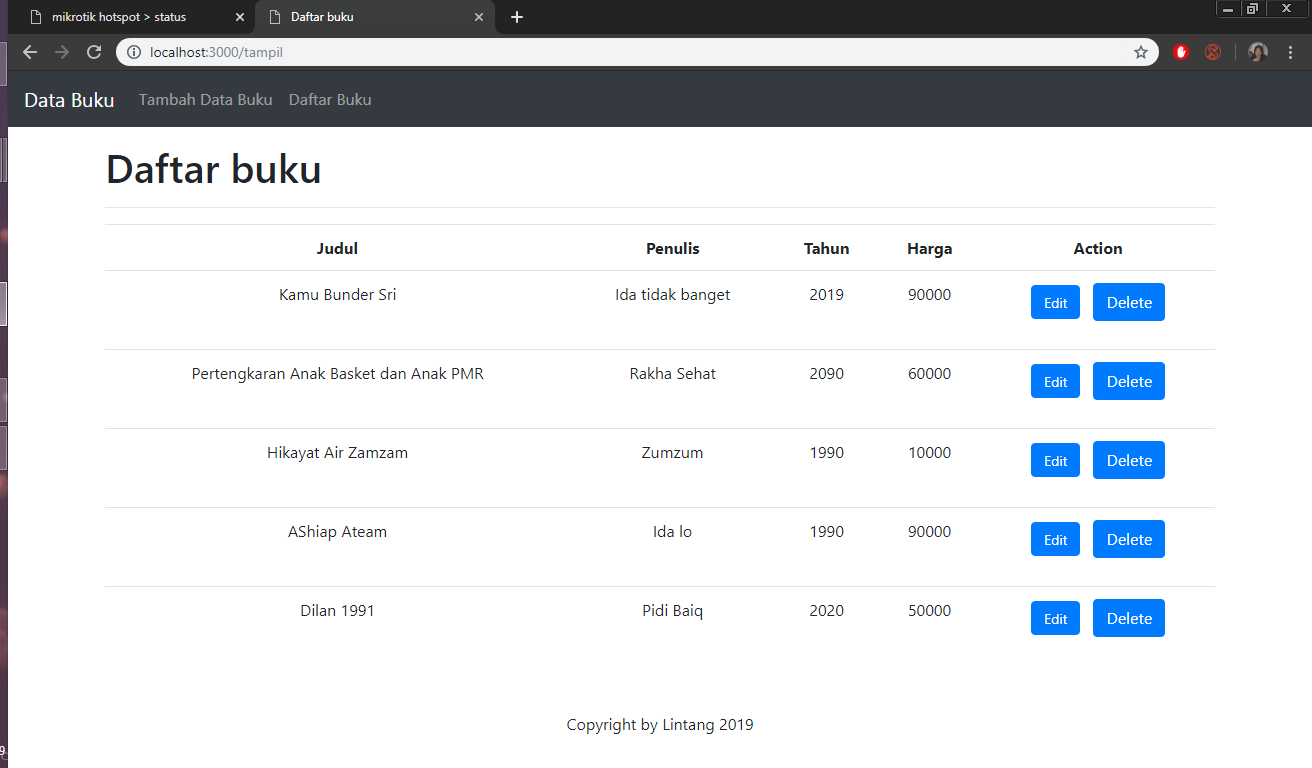 mikrotik hotspot > status
Daftar buku
localhost:3000/tampil
Data Buku Tambah Data Buku Daftar Buku
Daftar buku
Judul Penulis Tahun Harga Action
Kamu Bunder Sri Ida tidak banget 2019 90000 Edit Delete
Pertengkaran Anak Basket dan Anak PMR Rakha Sehat 2090 60000 Edit Delete
Hikayat Air Zamzam Zumzum 1990 10000 Edit Delete
AShiap Ateam Ida lo 1990 90000 Edit Delete
Dilan 1991 Pidi Baiq 2020 50000 Edit Delete
Copyright by Lintang 2019